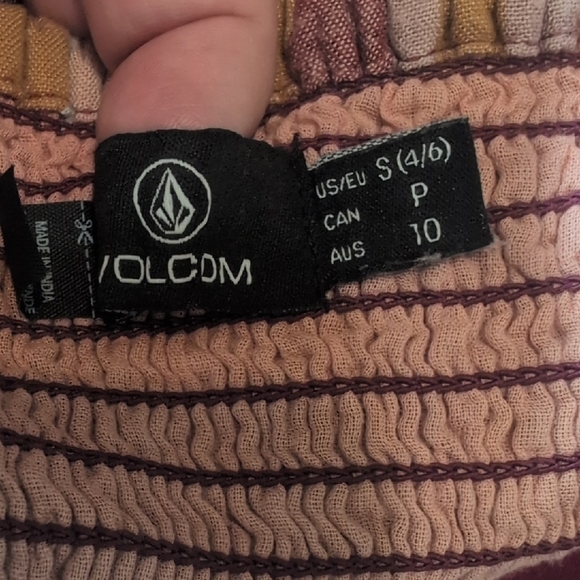 VOLCOM
US/EU S (4/6)
CAN P
AUS 10
MADE IN INDIA